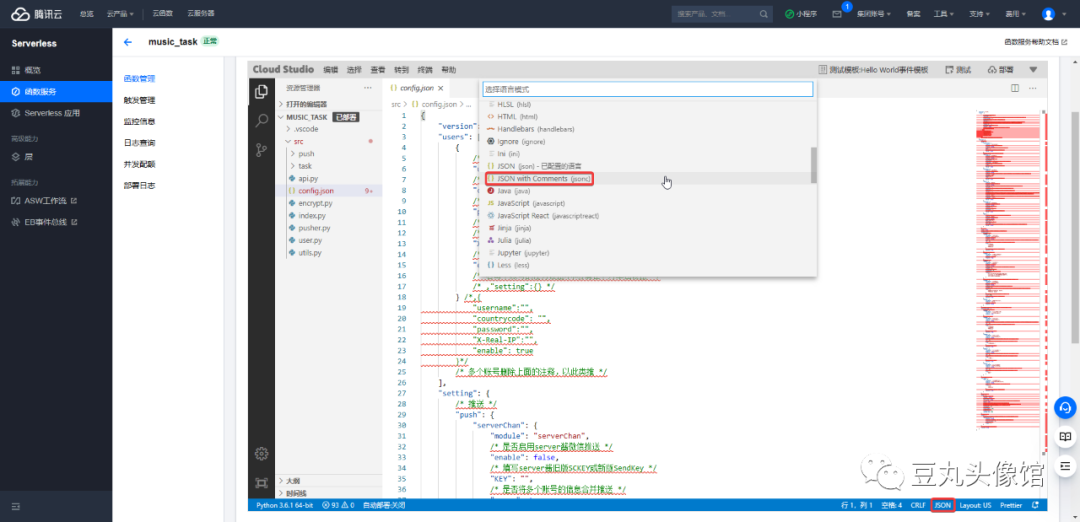 腾讯云 总览 云产品 云函数 云服务器 搜索产品、文档... 小程序 1 集团账号 备案 工具 支持 费用
Serverless
music_task 正常 函数服务帮助文档
概览
函数服务
Serverless 应用
高级能力
层
拓展能力
ASW工作流
EB事件总线
函数管理
触发管理
监控信息
日志查询
并发配额
部署日志
Cloud Studio 编辑 选择 查看 转到 终端 帮助 测试模板:Hello World事件模板 测试 部署
资源管理器 ...
打开的编辑器
MUSIC_TASK 已部署
.vscode
src
push
task
api.py
config.json 9+
encrypt.py
index.py
pusher.py
user.py
utils.py
大纲
时间线
config.json ×
src > {} config.json > ...
选择语言模式
HLSL (hlsl)
HTML (html)
Handlebars (handlebars)
Ignore (ignore)
Ini (ini)
JSON (json) - 已配置的语言
JSON with Comments (jsonc)
Java (java)
JavaScript (javascript)
JavaScript React (javascriptreact)
Jinja (jinja)
Julia (julia)
Jupyter (jupyter)
Less (less)
1 {
2 "version":
3 "users": [
4 {
5 /*
6 "
7 /*
8 "
9 /*
10 "
11 /*
12
13 /*
14 "
15
16 /* ,"setting":{} */
17 } /*,{
18 "username":"",
19 "countrycode": "",
20 "password":"",
21 "X-Real-IP":"",
22 "enable": true
23 }*/
24 /* 多个账号删除上面的注释，以此类推 */
25 ],
26 "setting": {
27 /* 推送 */
28 "push": {
29 "serverChan": {
30 "module": "serverChan",
31 /* 是否启用server酱微信推送 */
32 "enable": false,
33 /* 填写server酱旧版SCKEY或新版SendKey */
34 "KEY": "",
35 /* 是否将多个账号的信息合并推送 */
Python 3.6.1 64-bit 93 0 自动部署:关闭 行 1，列 1 空格: 4 CRLF JSON Layout: US Prettier
豆丸头像馆